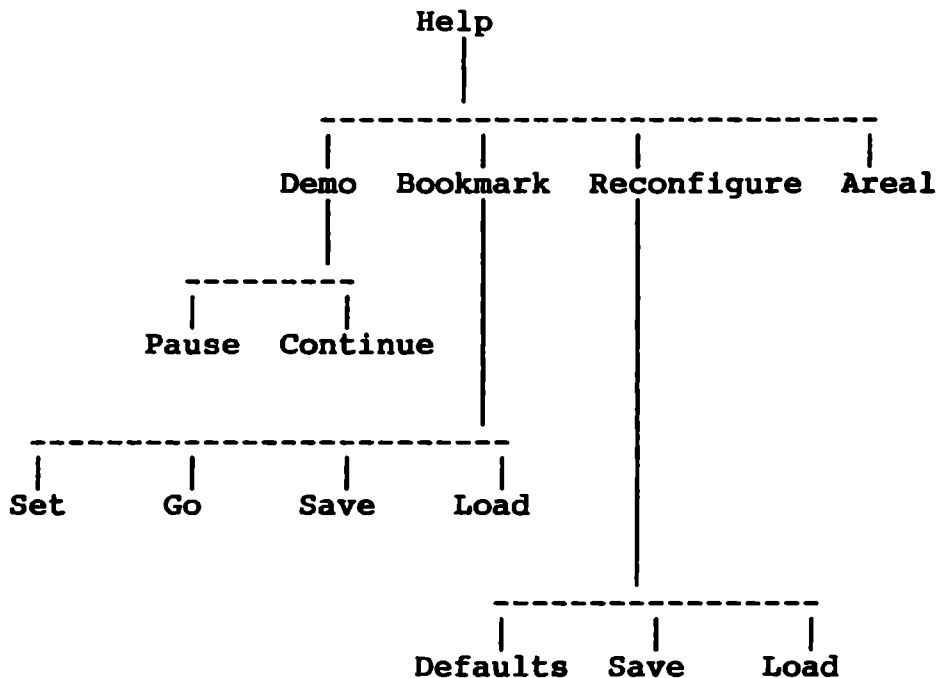 Help
Demo Bookmark Reconfigure Areal
Pause Continue
Set Go Save Load
Defaults Save Load